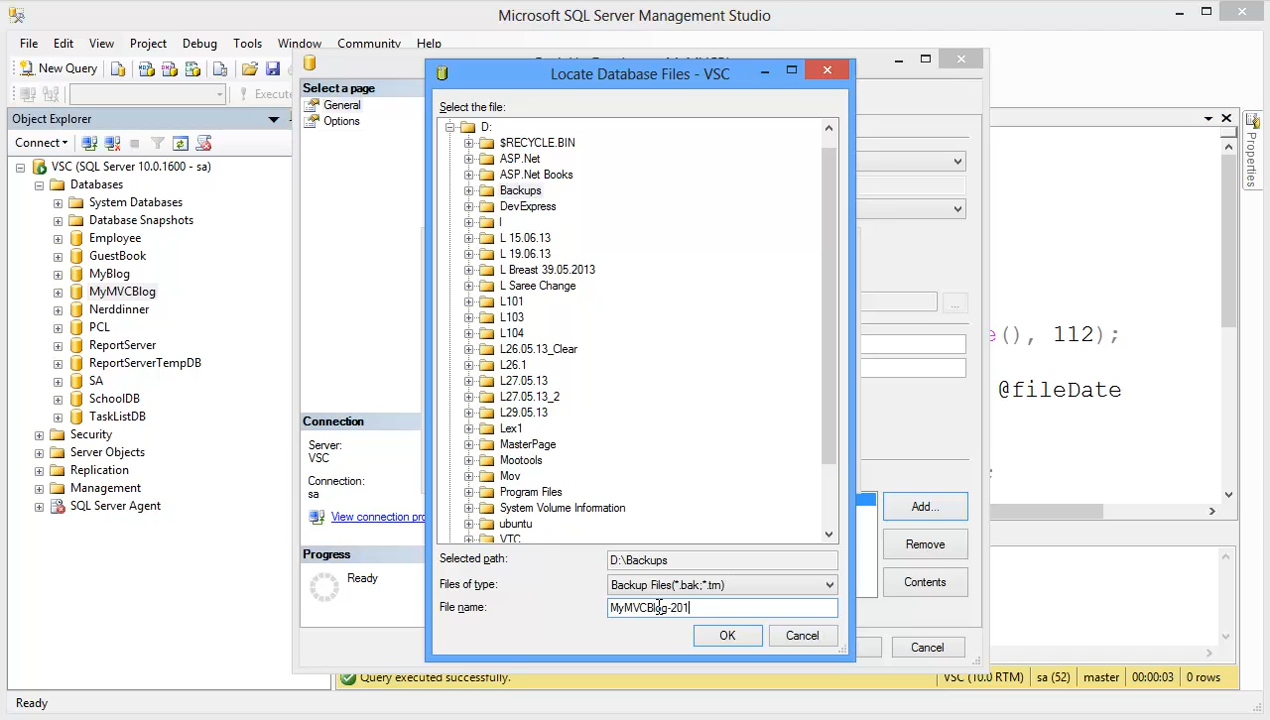 Microsoft SQL Server Management Studio
File Edit View Project Debug Tools Window Community Help
New Query
Execute
Object Explorer
Connect
VSC (SQL Server 10.0.1600 - sa)
Databases
System Databases
Database Snapshots
Employee
GuestBook
MyBlog
MyMVCBlog
Nerddinner
PCL
ReportServer
ReportServerTempDB
SA
SchoolDB
TaskListDB
Security
Server Objects
Replication
Management
SQL Server Agent
Select a page
General
Options
Connection
Server:
VSC
Connection:
sa
View connection pro
Progress
Ready
Locate Database Files - VSC
Select the file:
D:
$RECYCLE.BIN
ASP.Net
ASP.Net Books
Backups
DevExpress
l
L 15.06.13
L 19.06.13
L Breast 39.05.2013
L Saree Change
L101
L103
L104
L26.05.13_Clear
L26.1
L27.05.13
L27.05.13_2
L29.05.13
Lex1
MasterPage
Mootools
Mov
Program Files
System Volume Information
ubuntu
VTC
Selected path: D:\Backups
Files of type: Backup Files(*.bak;*.trn)
File name: MyMVCBlog-201
OK Cancel
...
Add...
Remove
Contents
Cancel
e(), 112);
@fileDate
;
Properties
Query executed successfully. VSC (10.0 RTM) sa (52) master 00:00:03 0 rows
Ready